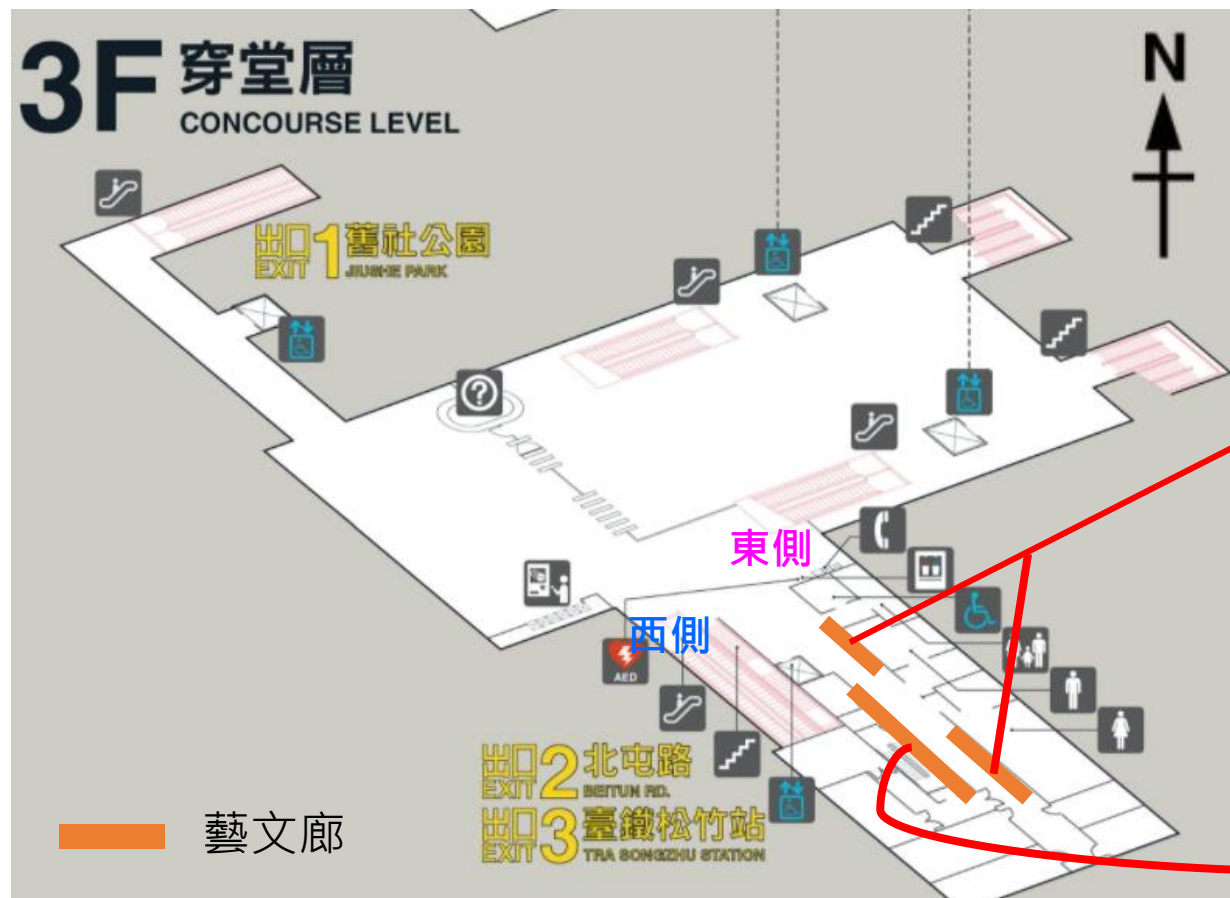 3F 穿堂層
CONCOURSE LEVEL
N
出口 1 舊社公園
EXIT JIUSHE PARK
東側
西側
AED
出口 2 北屯路
EXIT BEITUN RD.
出口 3 臺鐵松竹站
EXIT TRA SONGZHU STATION
藝文廊